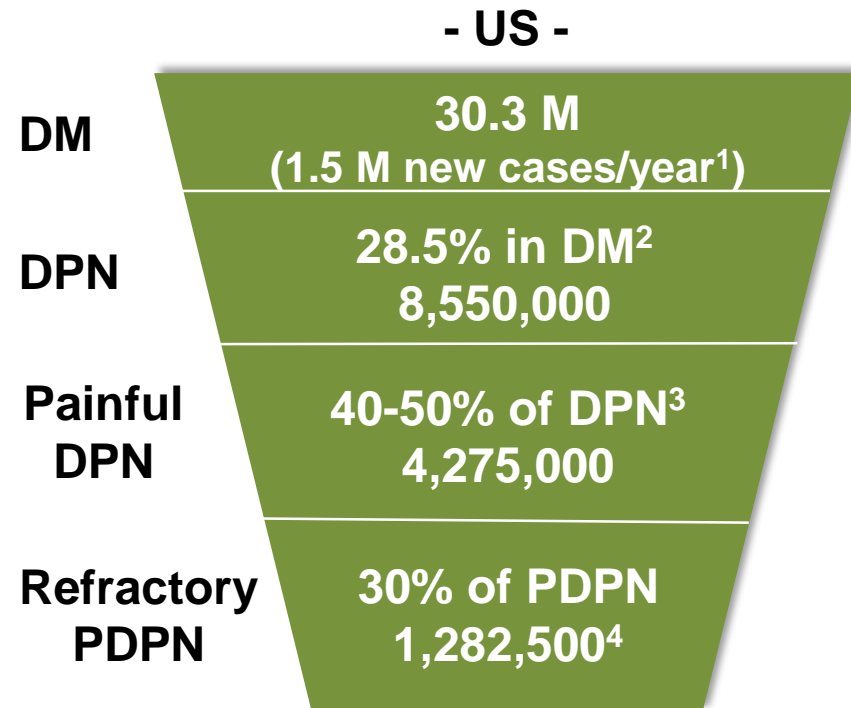 - US -
DM
30.3 M
(1.5 M new cases/year¹)
DPN
28.5% in DM²
8,550,000
Painful
DPN
40-50% of DPN³
4,275,000
Refractory
PDPN
30% of PDPN
1,282,500⁴